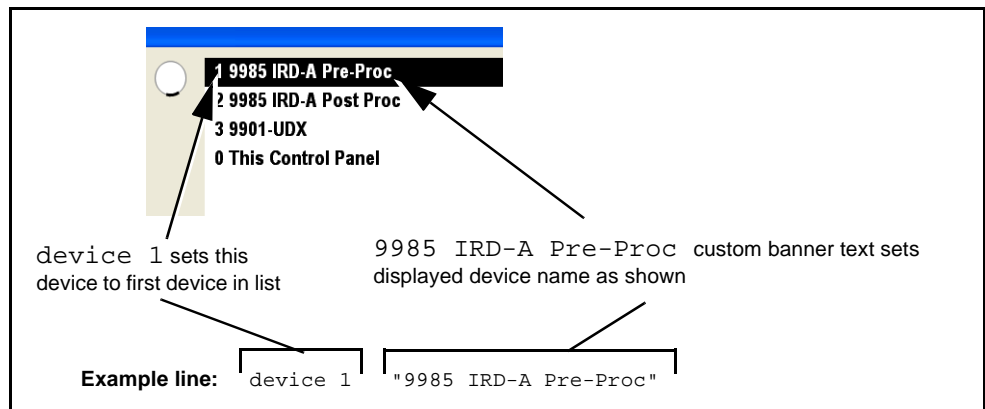 1 9985 IRD-A Pre-Proc
2 9985 IRD-A Post Proc
3 9901-UDX
0 This Control Panel
device 1 sets this
device to first device in list
9985 IRD-A Pre-Proc custom banner text sets
displayed device name as shown
Example line: device 1 "9985 IRD-A Pre-Proc"